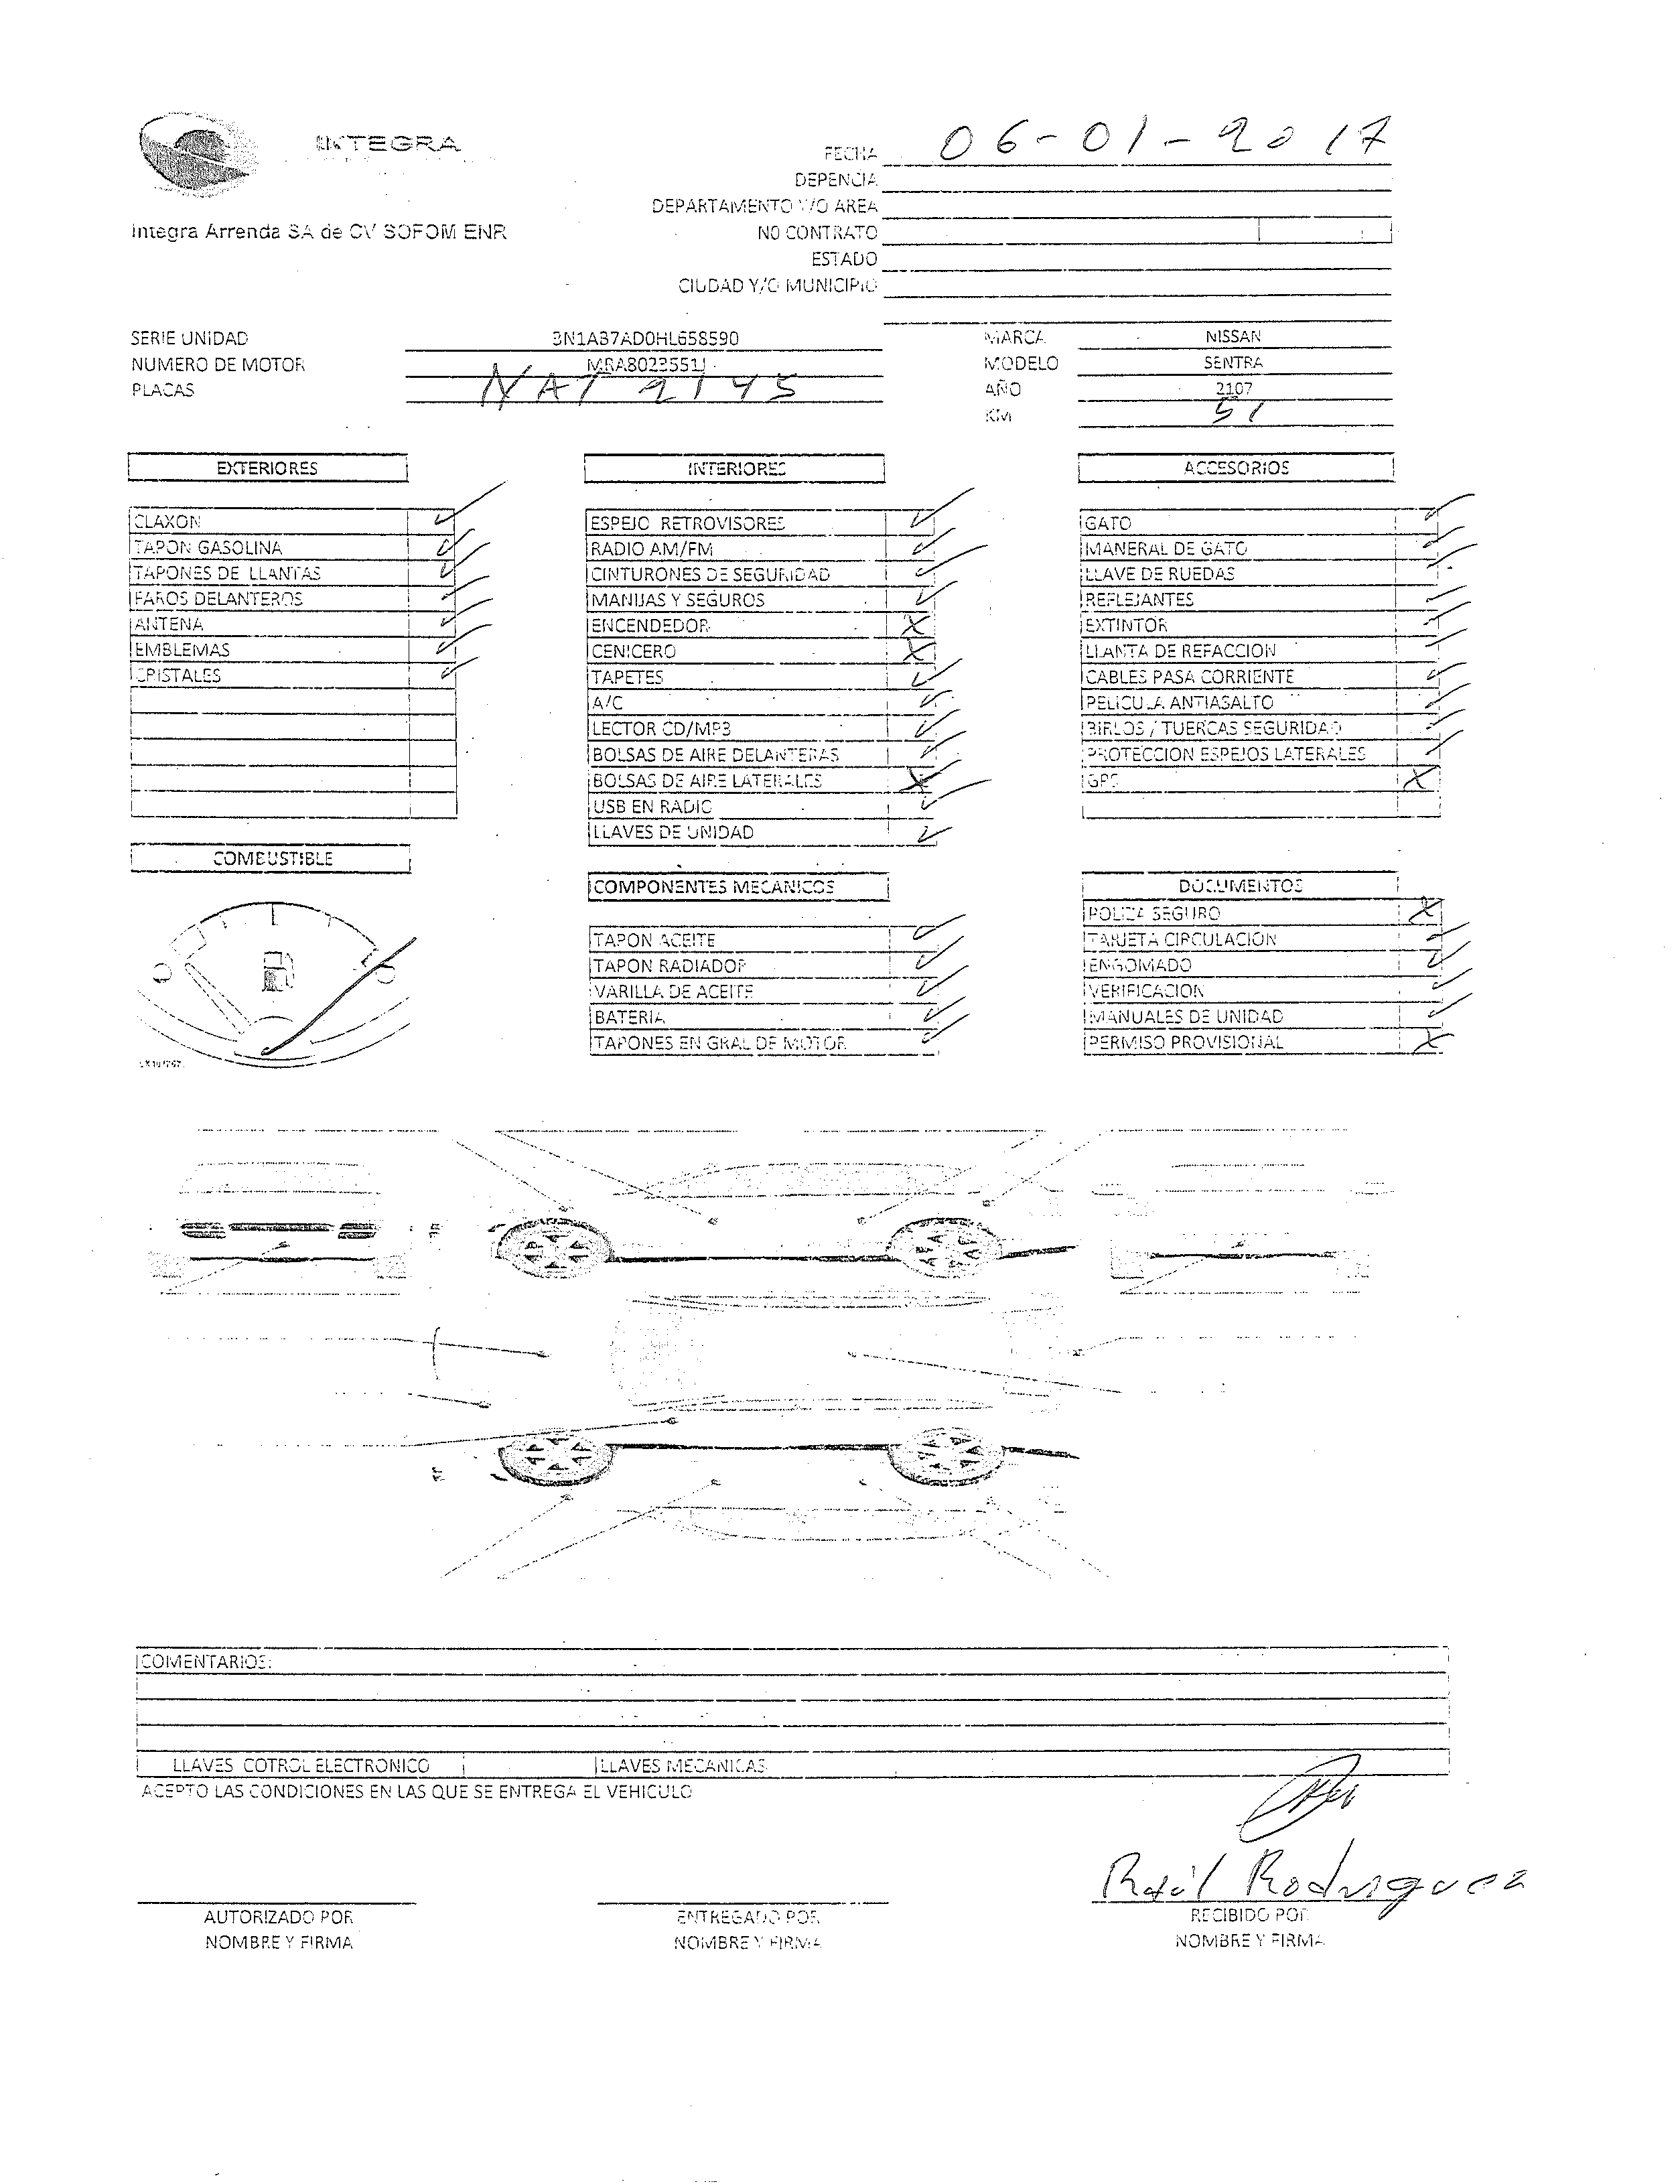 INTEGRA
Integra Arrenda SA de CV SOFOM ENR
FECHA 06-01-2017
DEPENCIA
DEPARTAMENTO Y/O AREA
NO CONTRATO
ESTADO
CIUDAD Y/O MUNICIPIO
SERIE UNIDAD 3N1AB7AD0HL658590 MARCA NISSAN
NUMERO DE MOTOR MRA8023551J MODELO SENTRA
PLACAS NAT 2145 AÑO 2107
KM 51
EXTERIORES
CLAXON
TAPON GASOLINA
TAPONES DE LLANTAS
FAROS DELANTEROS
ANTENA
EMBLEMAS
CRISTALES
COMBUSTIBLE
INTERIORES
ESPEJO RETROVISORES
RADIO AM/FM
CINTURONES DE SEGURIDAD
MANIJAS Y SEGUROS
ENCENDEDOR X
CENICERO X
TAPETES
A/C
LECTOR CD/MP3
BOLSAS DE AIRE DELANTERAS
BOLSAS DE AIRE LATERALES X
USB EN RADIO
LLAVES DE UNIDAD
COMPONENTES MECANICOS
TAPON ACEITE
TAPON RADIADOR
VARILLA DE ACEITE
BATERIA
TAPONES EN GRAL DE MOTOR
ACCESORIOS
GATO
MANERAL DE GATO
LLAVE DE RUEDAS
REFLEJANTES
EXTINTOR
LLANTA DE REFACCION
CABLES PASA CORRIENTE
PELICULA ANTIASALTO
BIRLOS / TUERCAS SEGURIDAD
PROTECCION ESPEJOS LATERALES
GPS X
DOCUMENTOS
POLIZA SEGURO X
TARJETA CIRCULACION
ENGOMADO
VERIFICACION
MANUALES DE UNIDAD
PERMISO PROVISIONAL X
COMENTARIOS:
LLAVES COTROL ELECTRONICO LLAVES MECANICAS
ACEPTO LAS CONDICIONES EN LAS QUE SE ENTREGA EL VEHICULO
Raúl Rodriguez
AUTORIZADO POR ENTREGADO POR RECIBIDO POR
NOMBRE Y FIRMA NOMBRE Y FIRMA NOMBRE Y FIRMA